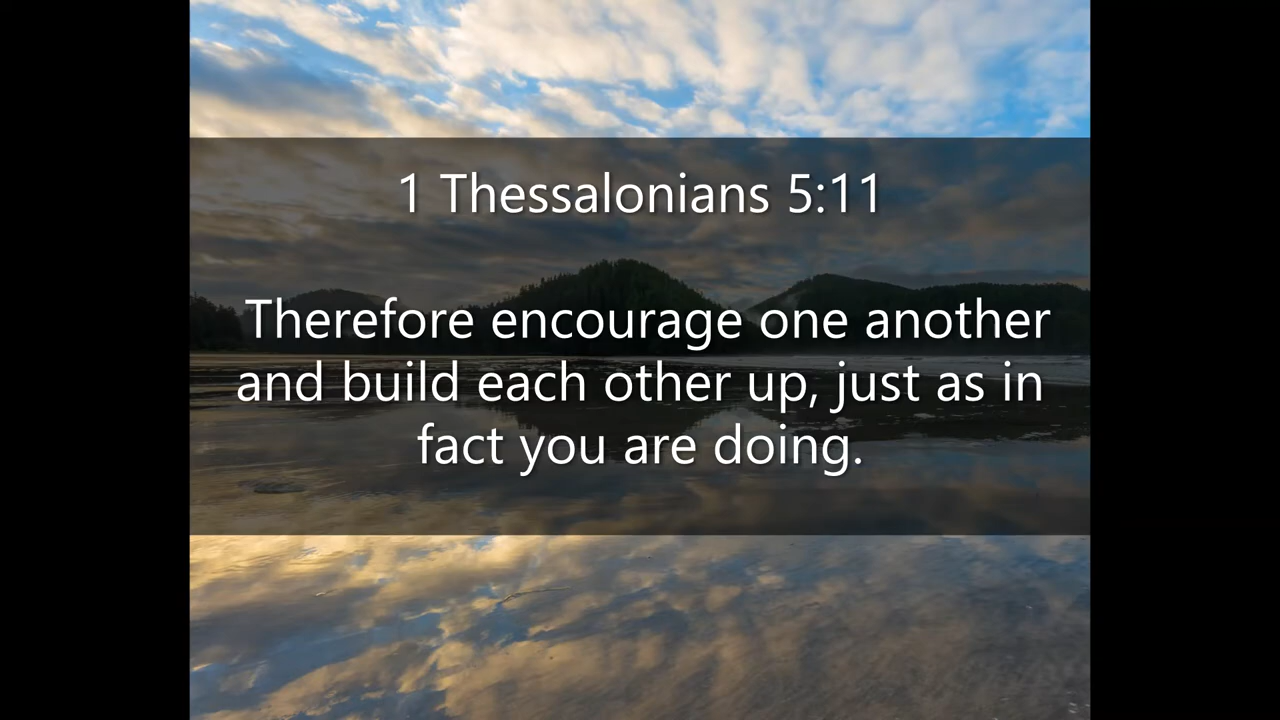 1 Thessalonians 5:11
Therefore encourage one another
and build each other up, just as in
fact you are doing.